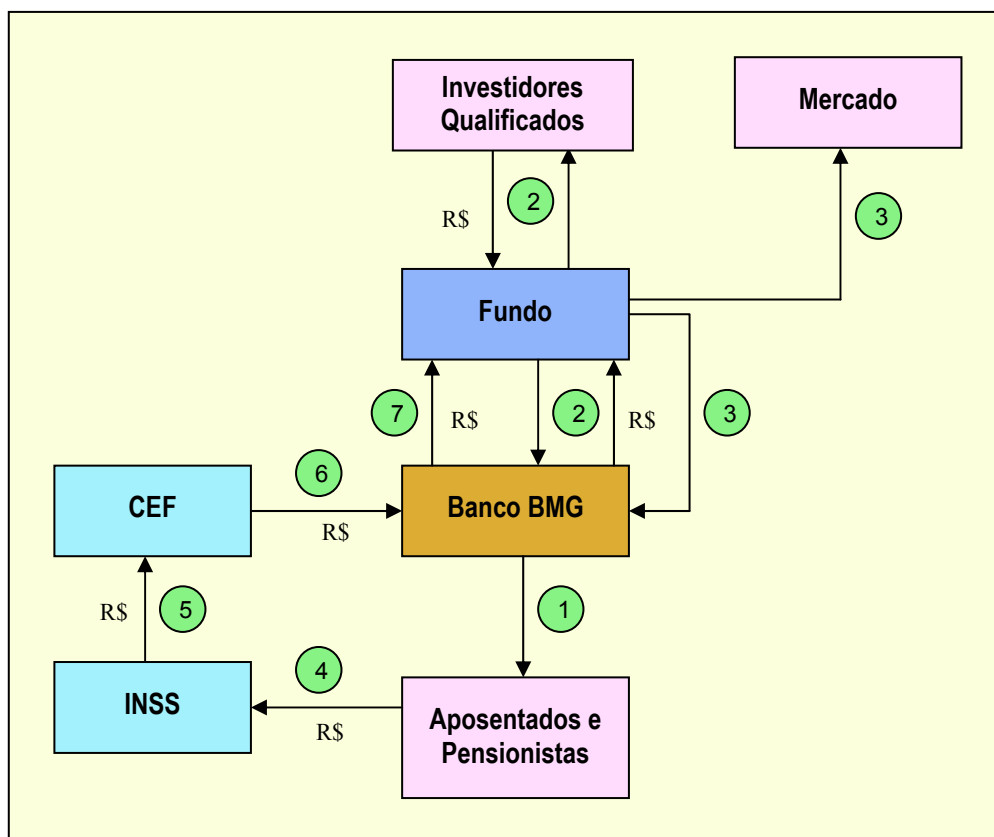 Investidores
Qualificados
Mercado
R$
2
3
Fundo
7
R$
2
R$
3
CEF
6
R$
Banco BMG
R$
5
1
INSS
4
R$
Aposentados e
Pensionistas